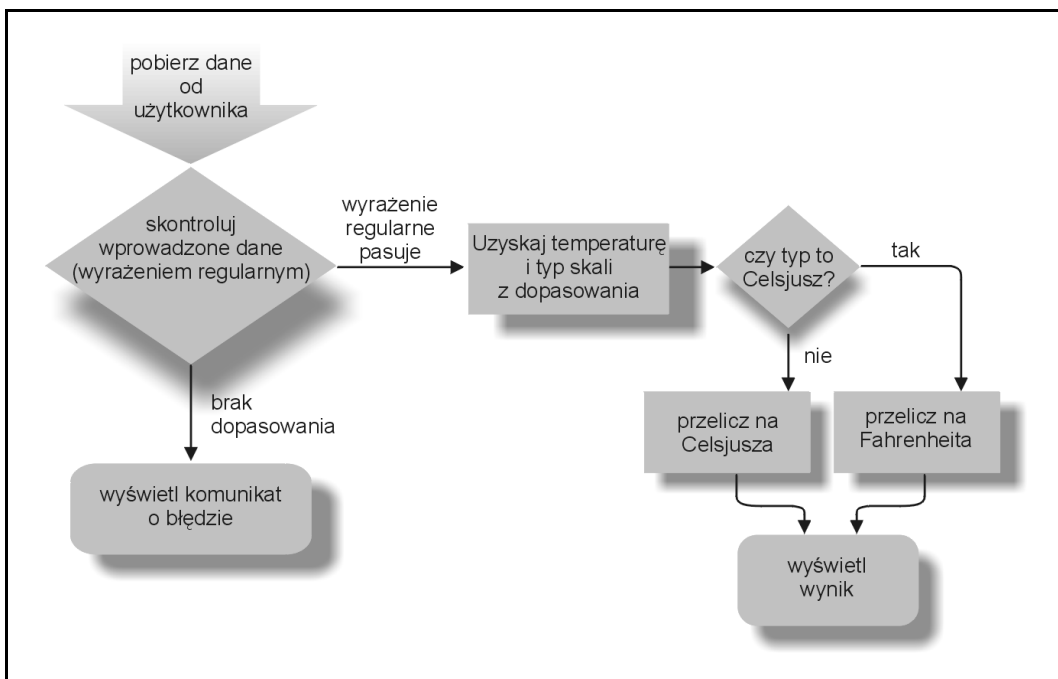 pobierz dane
od
użytkownika
skontroluj
wprowadzone dane
(wyrażeniem regularnym)
wyrażenie
regularne
pasuje
Uzyskaj temperaturę
i typ skali
z dopasowania
czy typ to
Celsjusz?
tak
nie
brak
dopasowania
przelicz na
Celsjusza
przelicz na
Fahrenheita
wyświetl komunikat
o błędzie
wyświetl
wynik